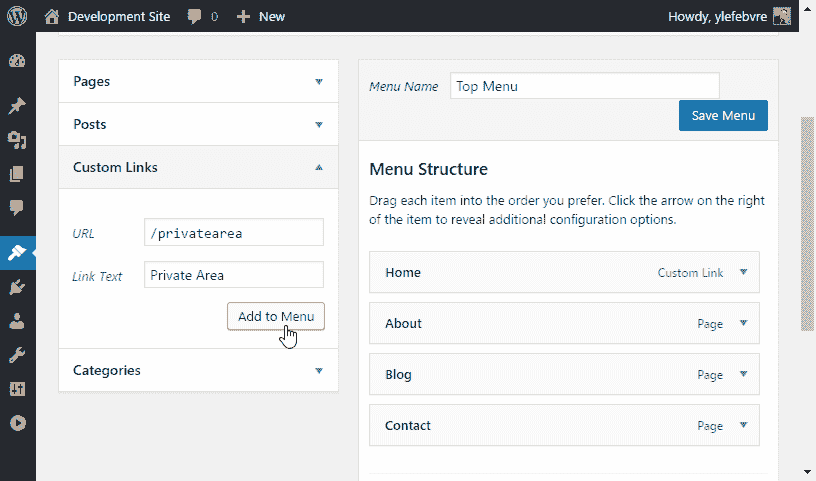 Development Site 0 New Howdy, ylefebvre
Pages
Posts
Custom Links
URL /privatearea
Link Text Private Area
Add to Menu
Categories
Menu Name Top Menu
Save Menu
Menu Structure
Drag each item into the order you prefer. Click the arrow on the right
of the item to reveal additional configuration options.
Home Custom Link
About Page
Blog Page
Contact Page